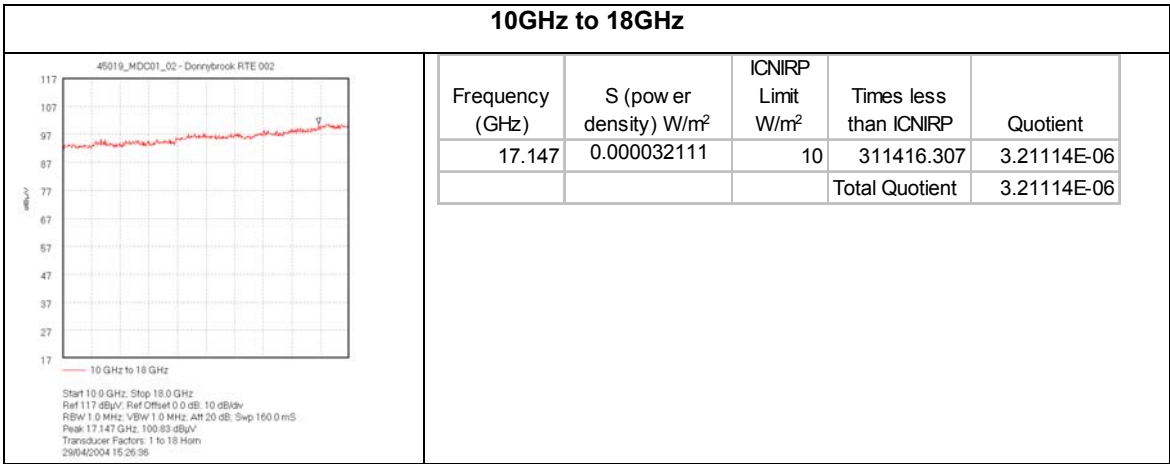 10GHz to 18GHz
45019_MDC01_02 - Donnybrook RTE 002
117
107
97
87
77
67
57
47
37
27
17
dBµV
10 GHz to 18 GHz
Start 10.0 GHz; Stop 18.0 GHz
Ref 117 dBµV; Ref Offset 0.0 dB; 10 dB/div
RBW 1.0 MHz; VBW 1.0 MHz; Att 20 dB; Swp 160.0 mS
Peak 17.147 GHz, 100.83 dBµV
Transducer Factors: 1 to 18 Horn
29/04/2004 15:26:36
Frequency (GHz) S (pow er density) W/m² ICNIRP Limit W/m² Times less than ICNIRP Quotient
17.147 0.000032111 10 311416.307 3.21114E-06
Total Quotient 3.21114E-06